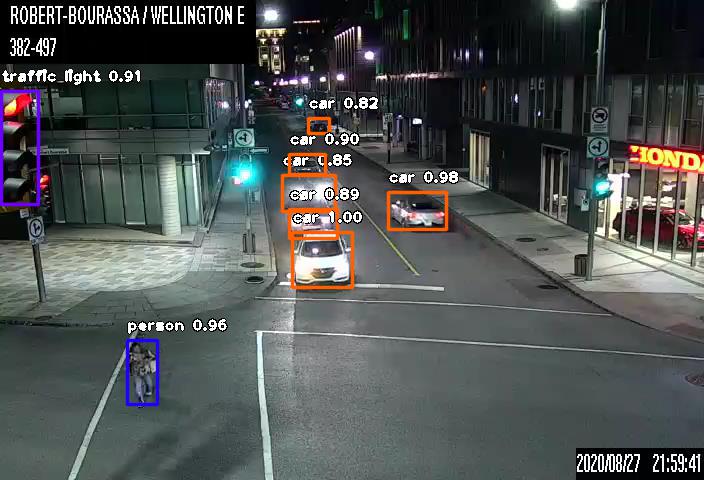 ROBERT-BOURASSA / WELLINGTON E
382-497
traffic_light 0.91
car 0.82
car 0.90
car 0.85
car 0.89
car 0.98
car 1.00
HONDA
person 0.96
2020/08/27 21:59:41